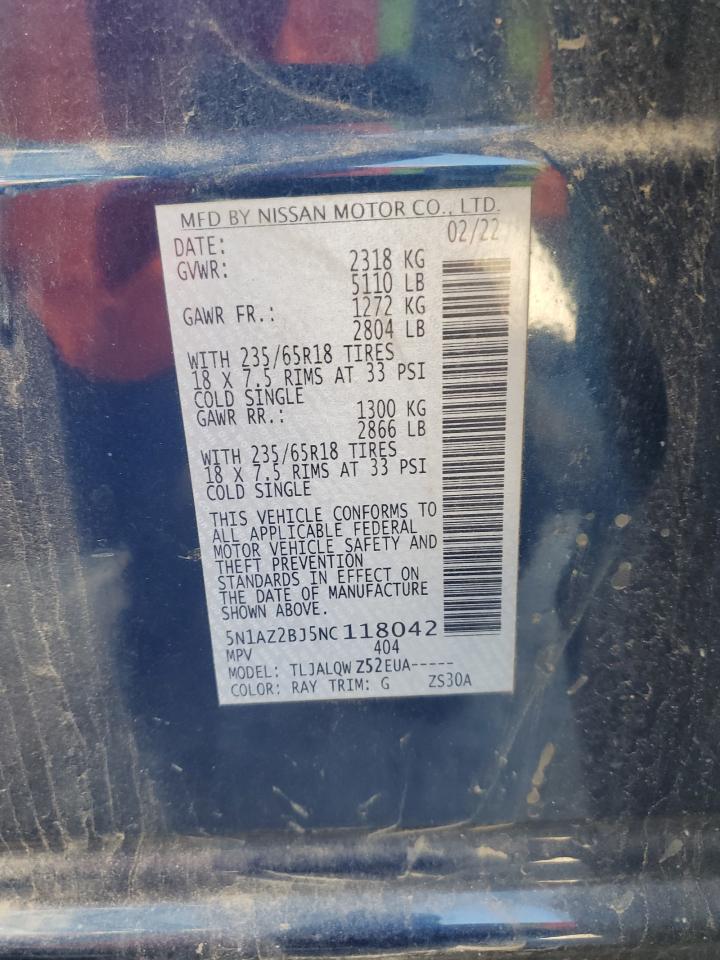 MFD BY NISSAN MOTOR CO., LTD.
DATE: 02/22
GVWR: 2318 KG
5110 LB
GAWR FR.: 1272 KG
2804 LB
WITH 235/65R18 TIRES
18 X 7.5 RIMS AT 33 PSI
COLD SINGLE
GAWR RR.: 1300 KG
2866 LB
WITH 235/65R18 TIRES
18 X 7.5 RIMS AT 33 PSI
COLD SINGLE
THIS VEHICLE CONFORMS TO
ALL APPLICABLE FEDERAL
MOTOR VEHICLE SAFETY AND
THEFT PREVENTION
STANDARDS IN EFFECT ON
THE DATE OF MANUFACTURE
SHOWN ABOVE.
5N1AZ2BJ5NC118042
MPV 404
MODEL: TLJALQW Z52EUA-----
COLOR: RAY TRIM: G ZS30A